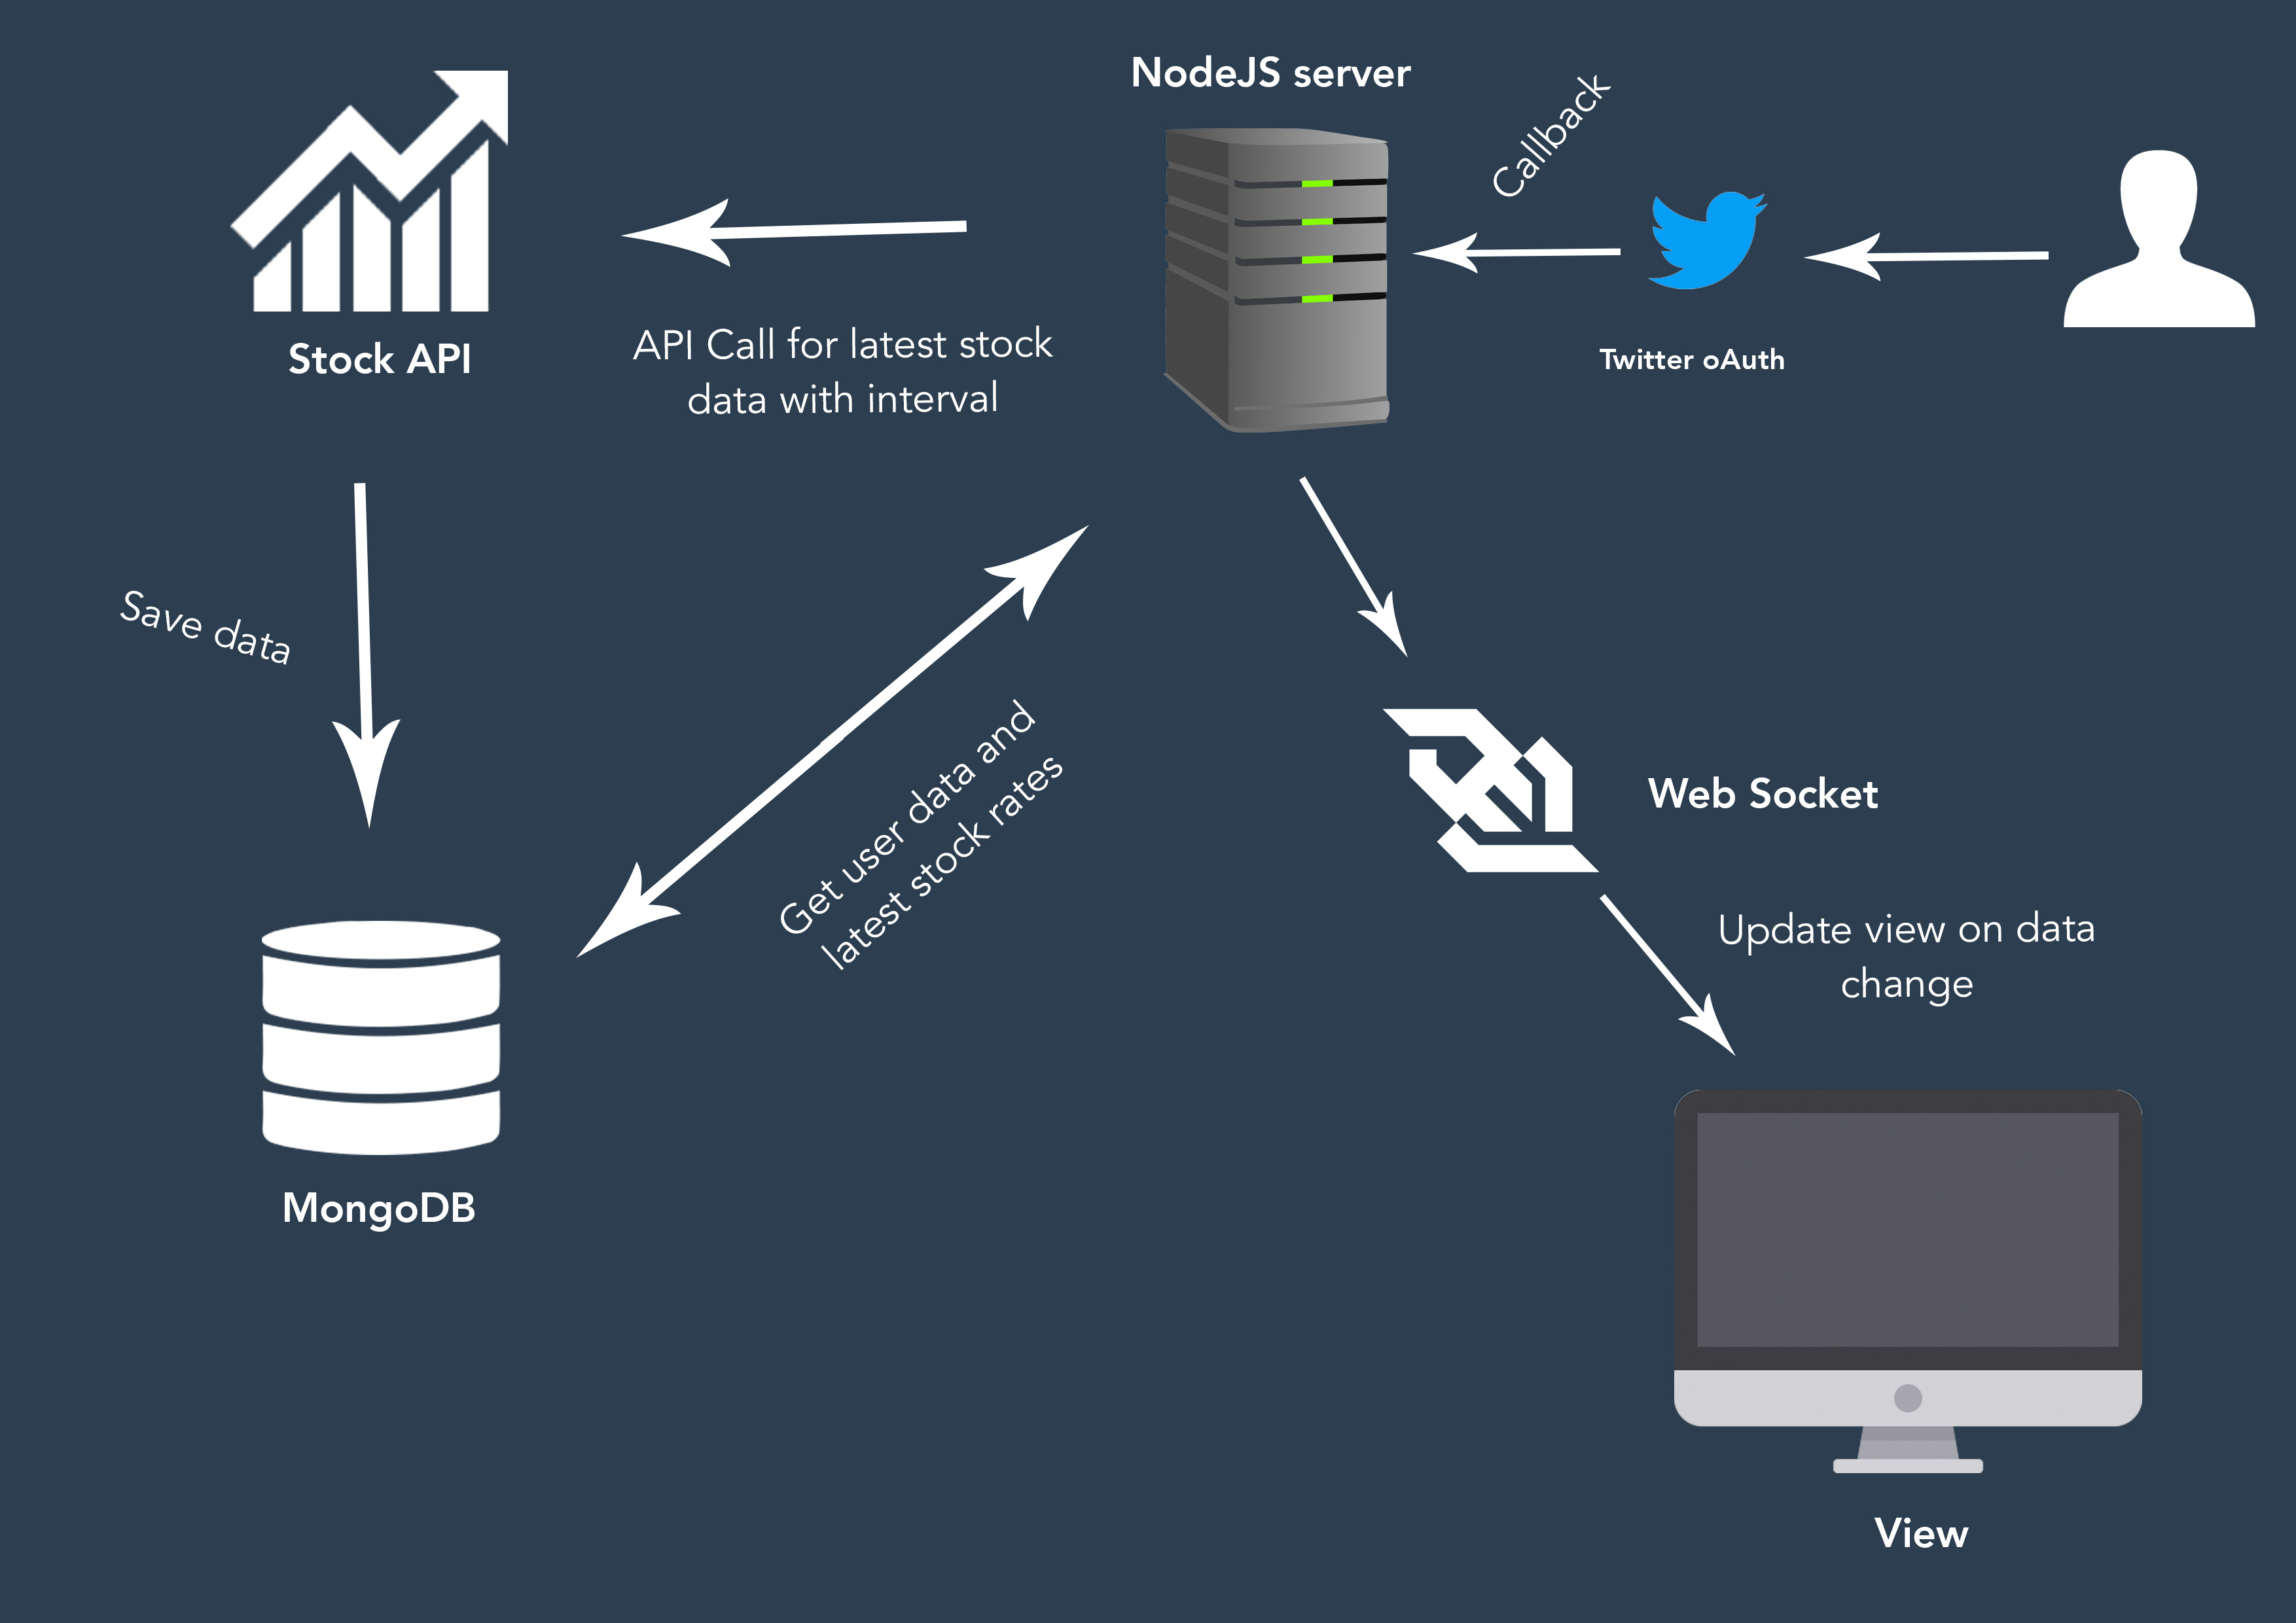 NodeJS server
Callback
Stock API
API Call for latest stock
data with interval
Twitter oAuth
Save data
Get user data and
latest stock rates
Web Socket
Update view on data
change
MongoDB
View